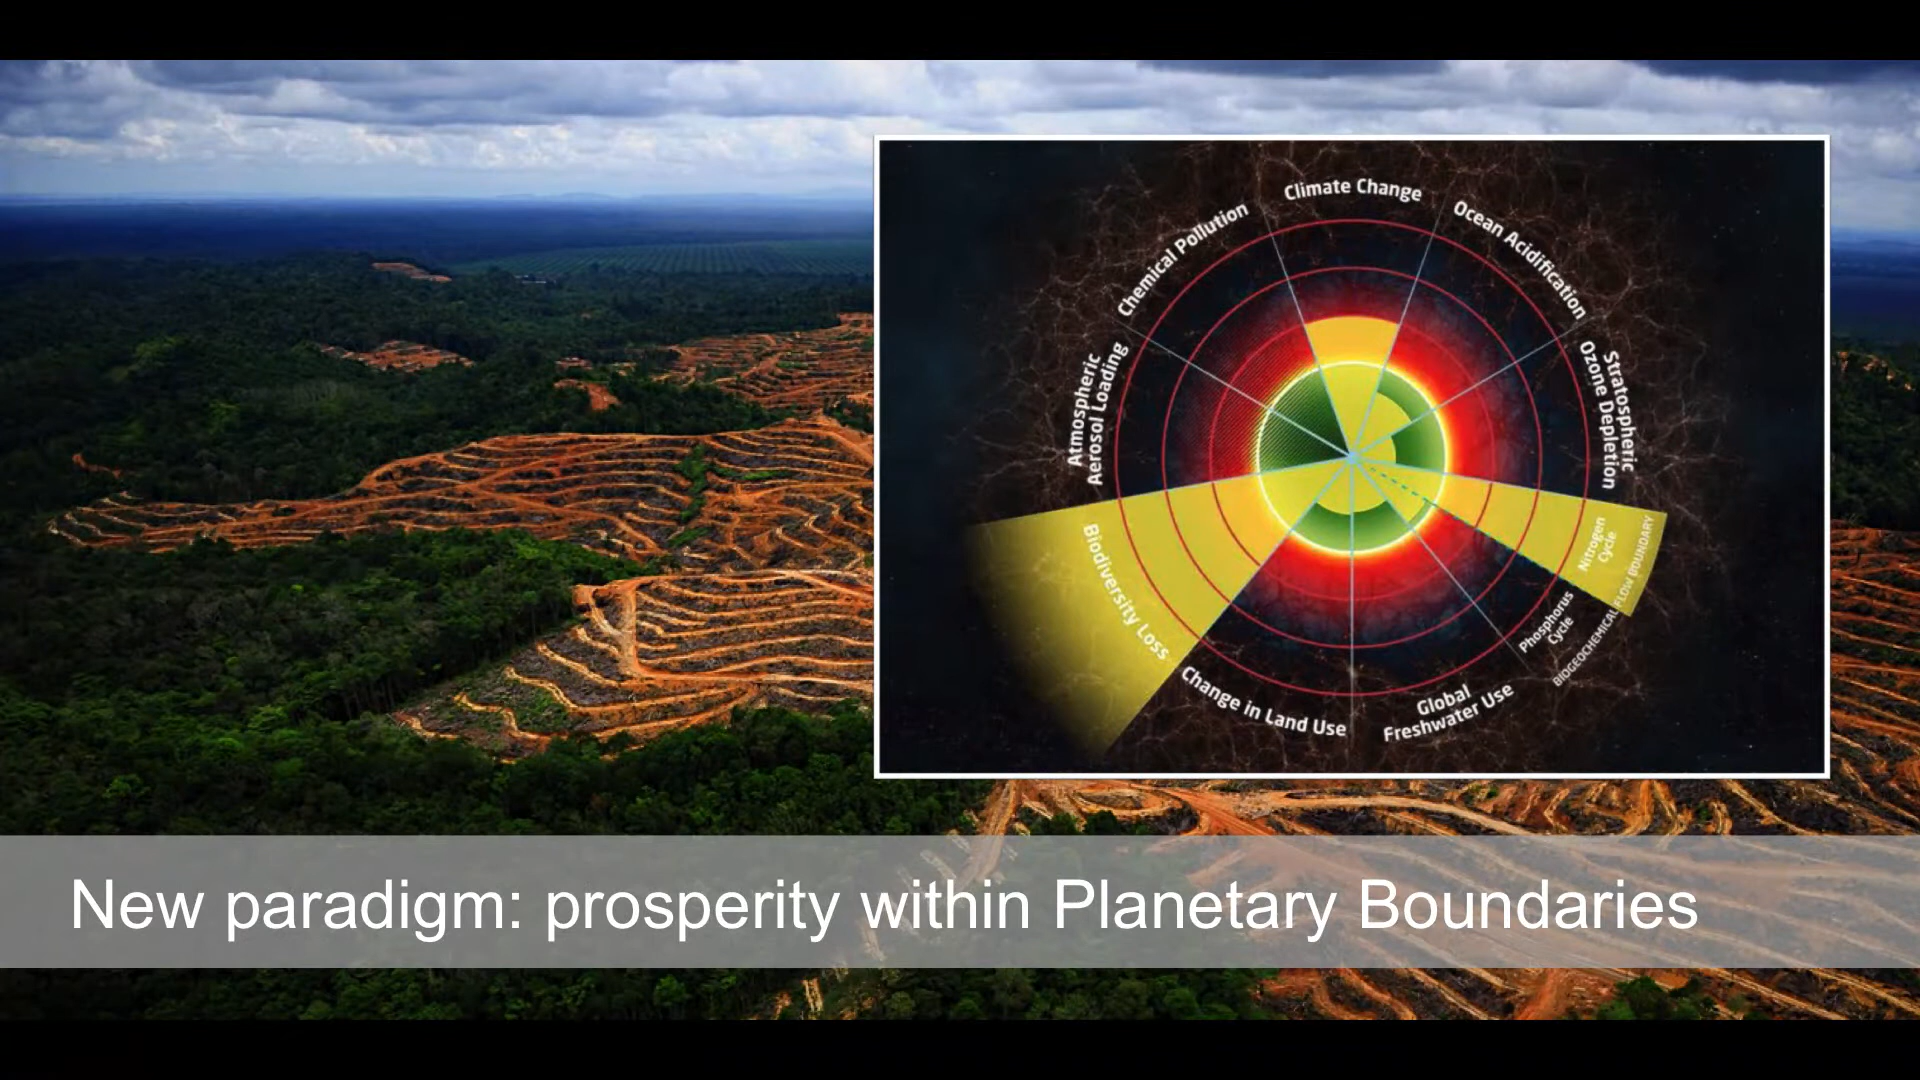 Climate Change
Ocean Acidification
Stratospheric
Ozone Depletion
Nitrogen
Cycle
Phosphorus
Cycle
BIOGEOCHEMICAL FLOW BOUNDARY
Global
Freshwater Use
Change in Land Use
Biodiversity Loss
Atmospheric
Aerosol Loading
Chemical Pollution
New paradigm: prosperity within Planetary Boundaries